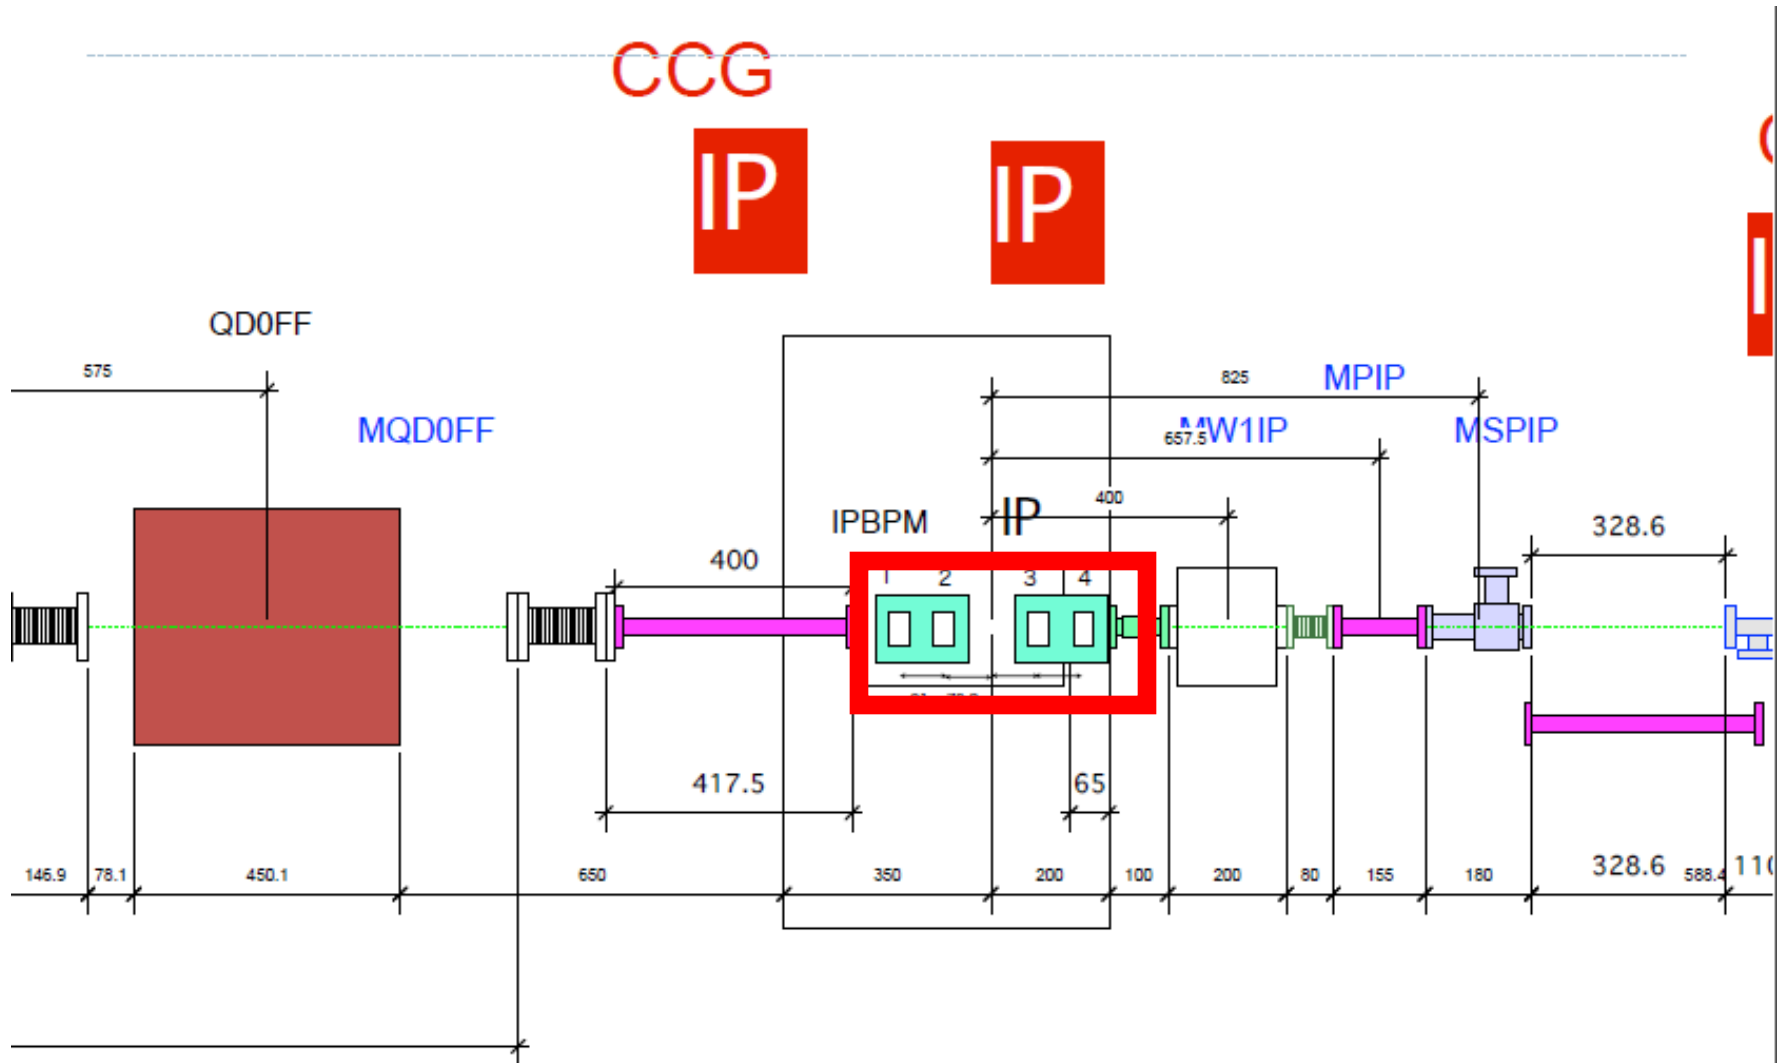 CCG
IP
IP
QD0FF
575
825
MPIP
MQD0FF
MW1IP
657.5
MSPIP
400
IPBPM
IP
328.6
400
1 2 3 4
417.5
65
146.9 78.1 450.1 650 350 200 100 200 80 155 180 328.6 588.4